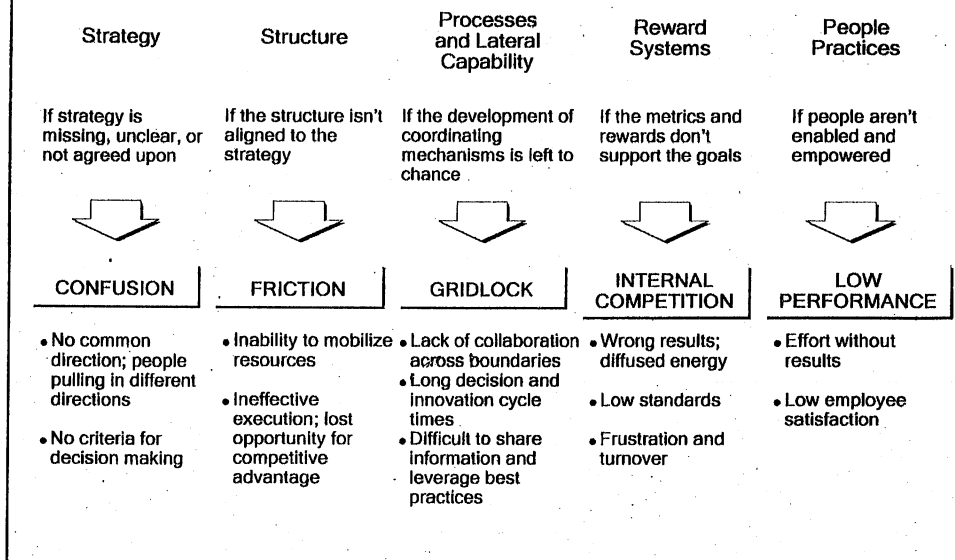 Strategy
Structure
Processes
and Lateral
Capability
Reward
Systems
People
Practices
If strategy is
missing, unclear, or
not agreed upon
If the structure isn't
aligned to the
strategy
If the development of
coordinating
mechanisms is left to
chance
If the metrics and
rewards don't
support the goals
If people aren't
enabled and
empowered
CONFUSION
FRICTION
GRIDLOCK
INTERNAL
COMPETITION
LOW
PERFORMANCE
• No common
direction; people
pulling in different
directions
• No criteria for
decision making
• Inability to mobilize
resources
• Ineffective
execution; lost
opportunity for
competitive
advantage
• Lack of collaboration
across boundaries
• Long decision and
innovation cycle
times
• Difficult to share
information and
leverage best
practices
• Wrong results;
diffused energy
• Low standards
• Frustration and
turnover
• Effort without
results
• Low employee
satisfaction